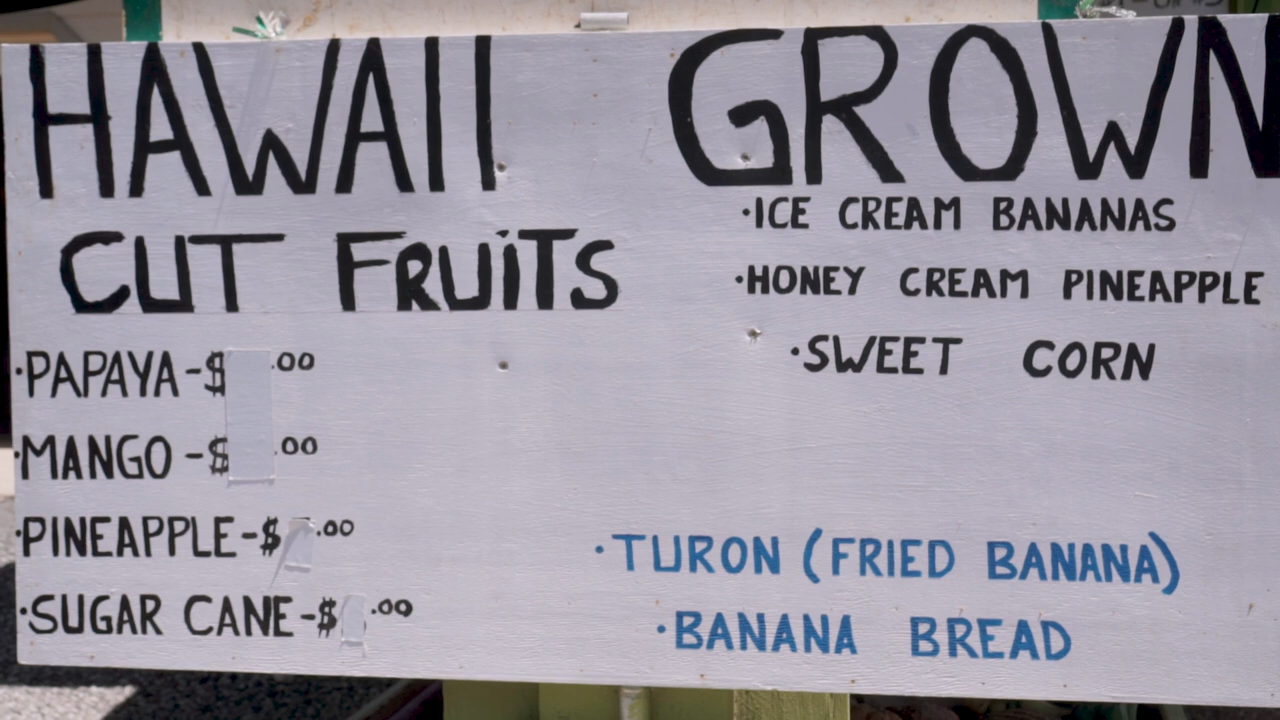 HAWAII GROWN
CUT FRUITS
·PAPAYA-$ .00
·MANGO-$ .00
·PINEAPPLE-$ .00
·SUGAR CANE-$ .00
·ICE CREAM BANANAS
·HONEY CREAM PINEAPPLE
·SWEET CORN
·TURON (FRIED BANANA)
·BANANA BREAD